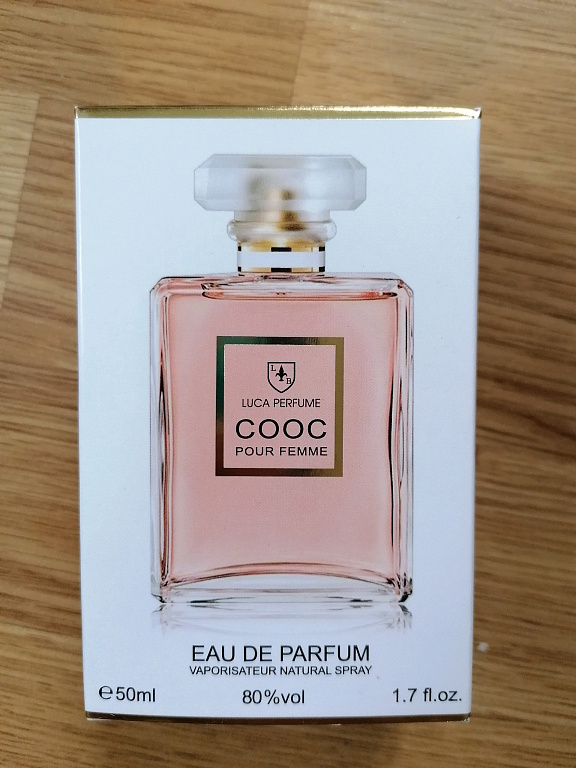 L B
LUCA PERFUME
COOC
POUR FEMME
EAU DE PARFUM
VAPORISATEUR NATURAL SPRAY
℮50ml 80%vol 1.7 fl.oz.